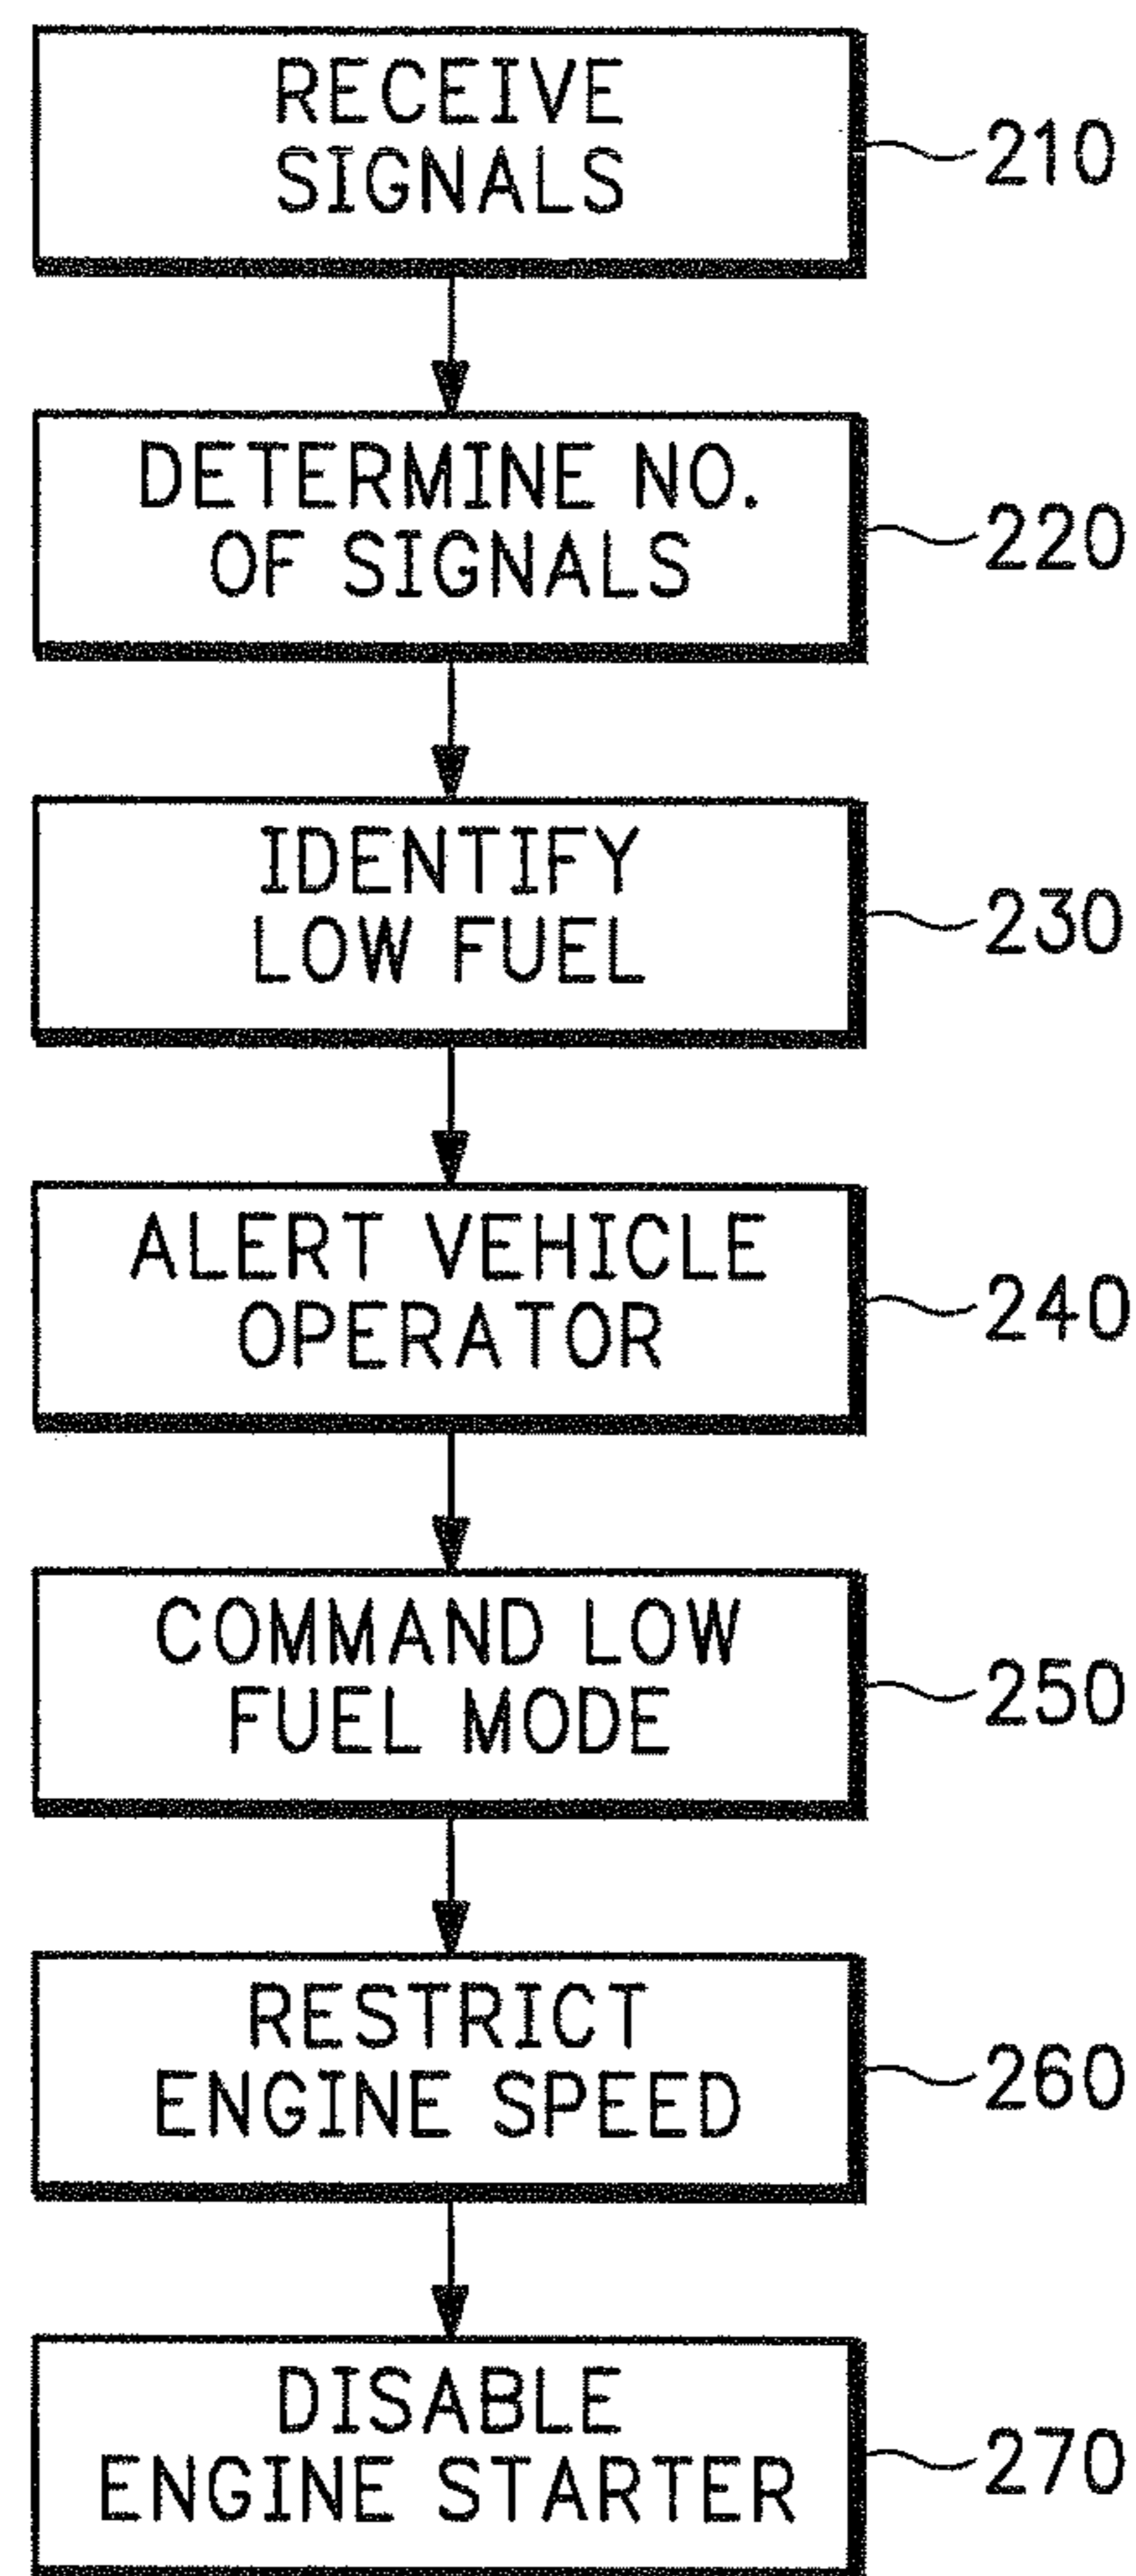 RECEIVE
SIGNALS
210
DETERMINE NO.
OF SIGNALS
220
IDENTIFY
LOW FUEL
230
ALERT VEHICLE
OPERATOR
240
COMMAND LOW
FUEL MODE
250
RESTRICT
ENGINE SPEED
260
DISABLE
ENGINE STARTER
270